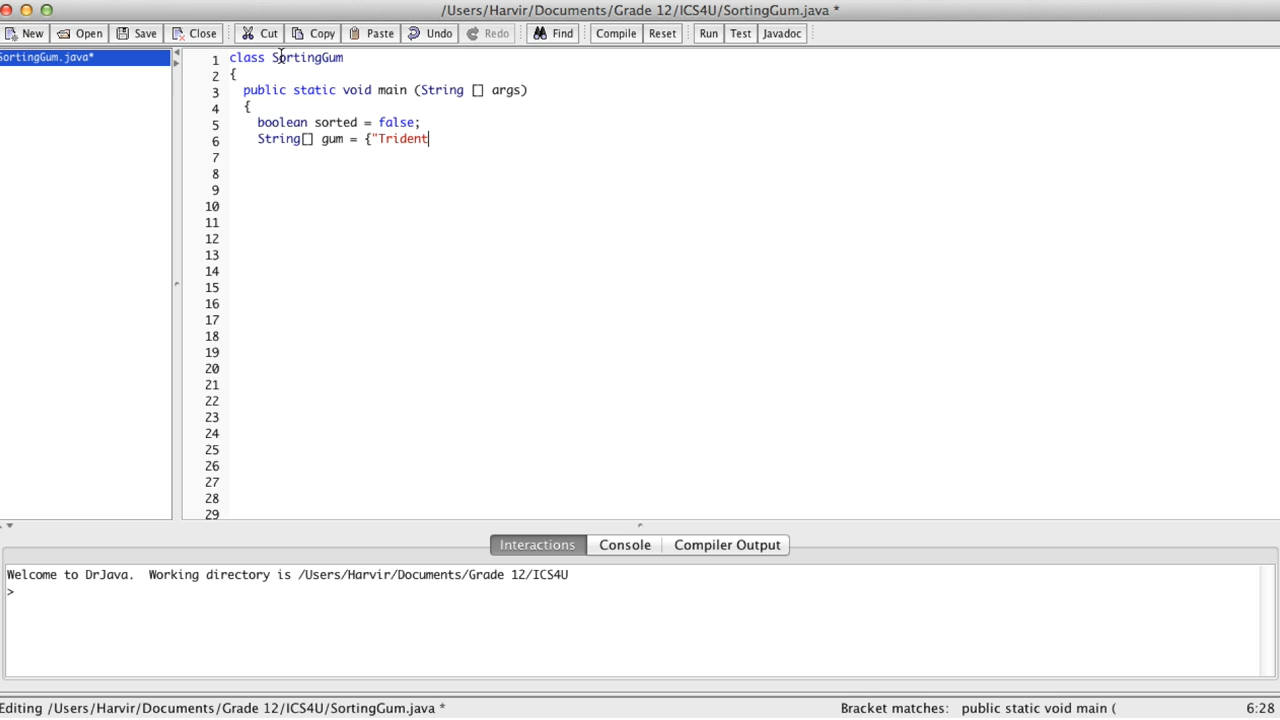 /Users/Harvir/Documents/Grade 12/ICS4U/SortingGum.java *
New Open Save Close Cut Copy Paste Undo Redo Find Compile Reset Run Test Javadoc
SortingGum.java*
1 class SortingGum
2 {
3 public static void main (String [] args)
4 {
5 boolean sorted = false;
6 String[] gum = {"Trident
7
8
9
10
11
12
13
14
15
16
17
18
19
20
21
22
23
24
25
26
27
28
29
Interactions Console Compiler Output
Welcome to DrJava. Working directory is /Users/Harvir/Documents/Grade 12/ICS4U
>
Editing /Users/Harvir/Documents/Grade 12/ICS4U/SortingGum.java * Bracket matches: public static void main ( 6:28